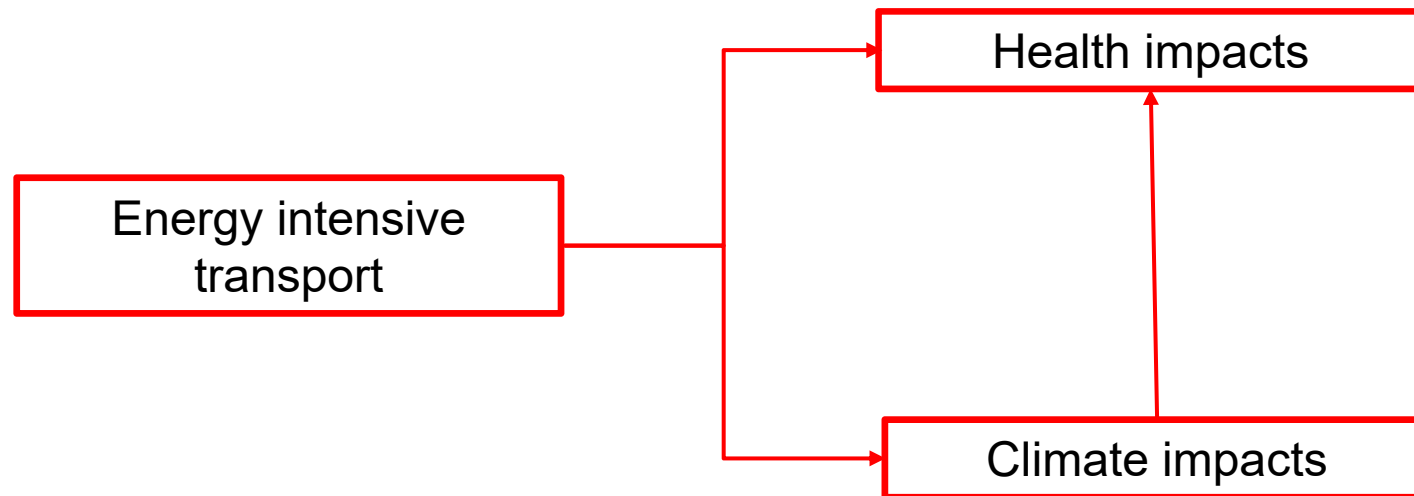 Health impacts
Energy intensive
transport
Climate impacts